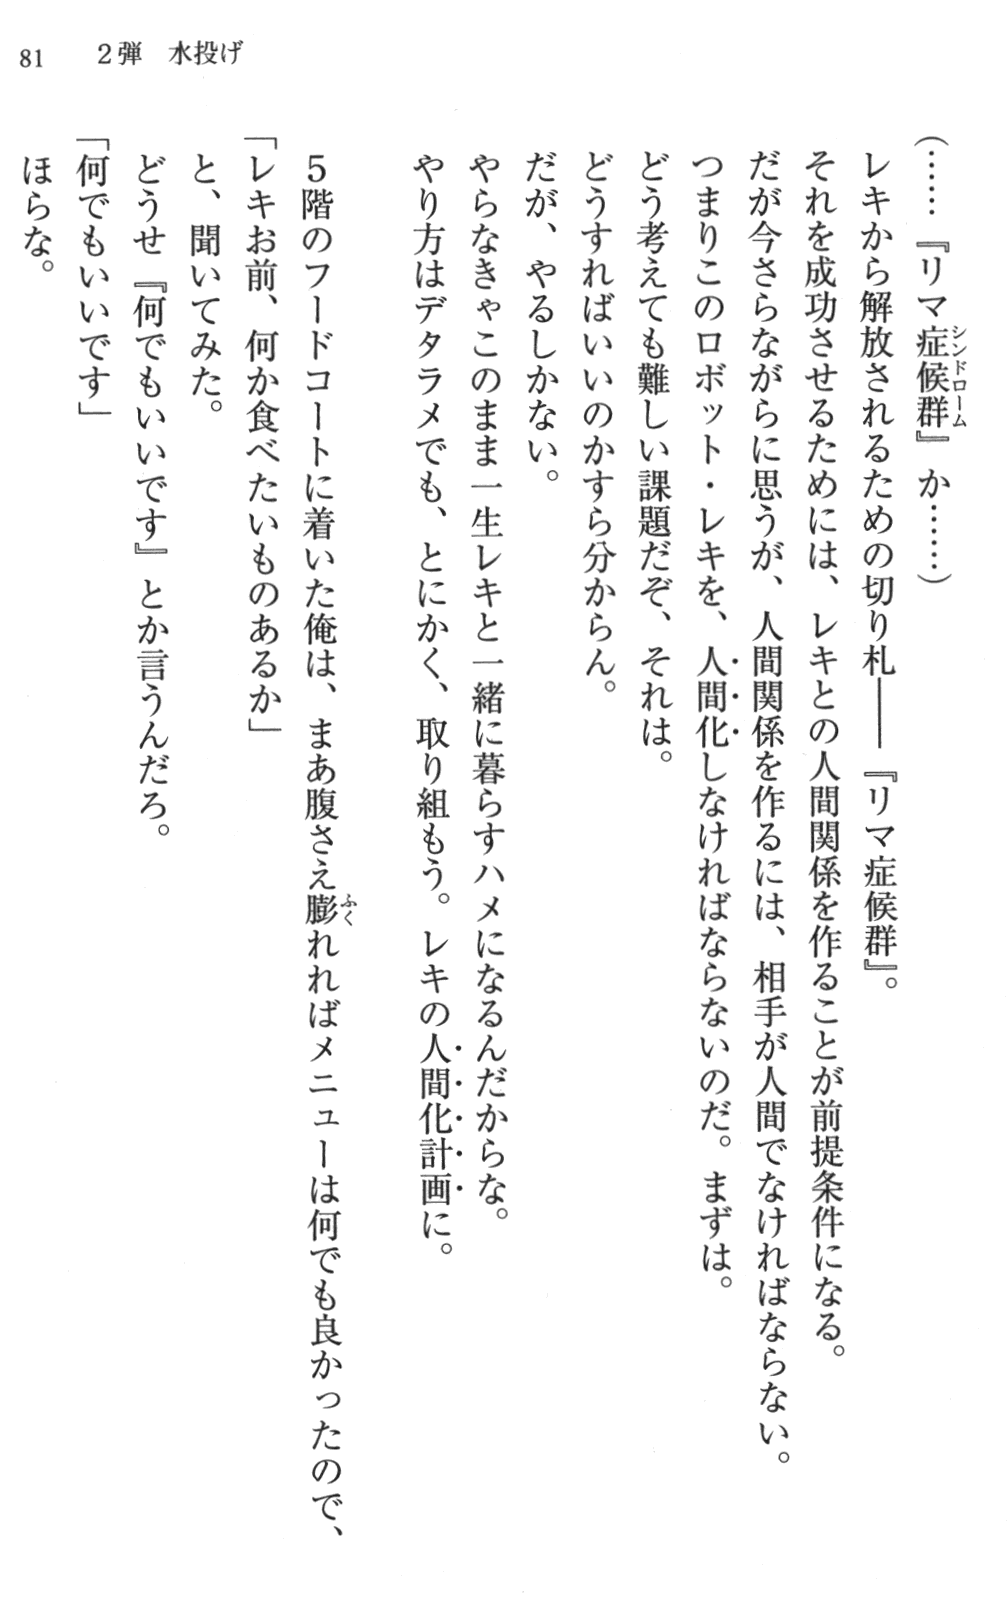 81　２弾　水投げ
（……『リマ症候群』か……）
レキから解放されるための切り札――『リマ症候群』。
それを成功させるためには、レキとの人間関係を作ることが前提条件になる。
だが今さらながらに思うが、人間関係を作るには、相手が人間でなければならない。
つまりこのロボット・レキを、人間化しなければならないのだ。まずは。
どう考えても難しい課題だぞ、それは。
どうすればいいのかすら分からん。
だが、やるしかない。
やらなきゃこのまま一生レキと一緒に暮らすハメになるんだからな。
やり方はデタラメでも、とにかく、取り組もう。レキの人間化計画に。
５階のフードコートに着いた俺は、まあ腹さえ膨れればメニューは何でも良かったので、
「レキお前、何か食べたいものあるか」
と、聞いてみた。
どうせ『何でもいいです』とか言うんだろ。
「何でもいいです」
ほらな。
シンドローム
ふく